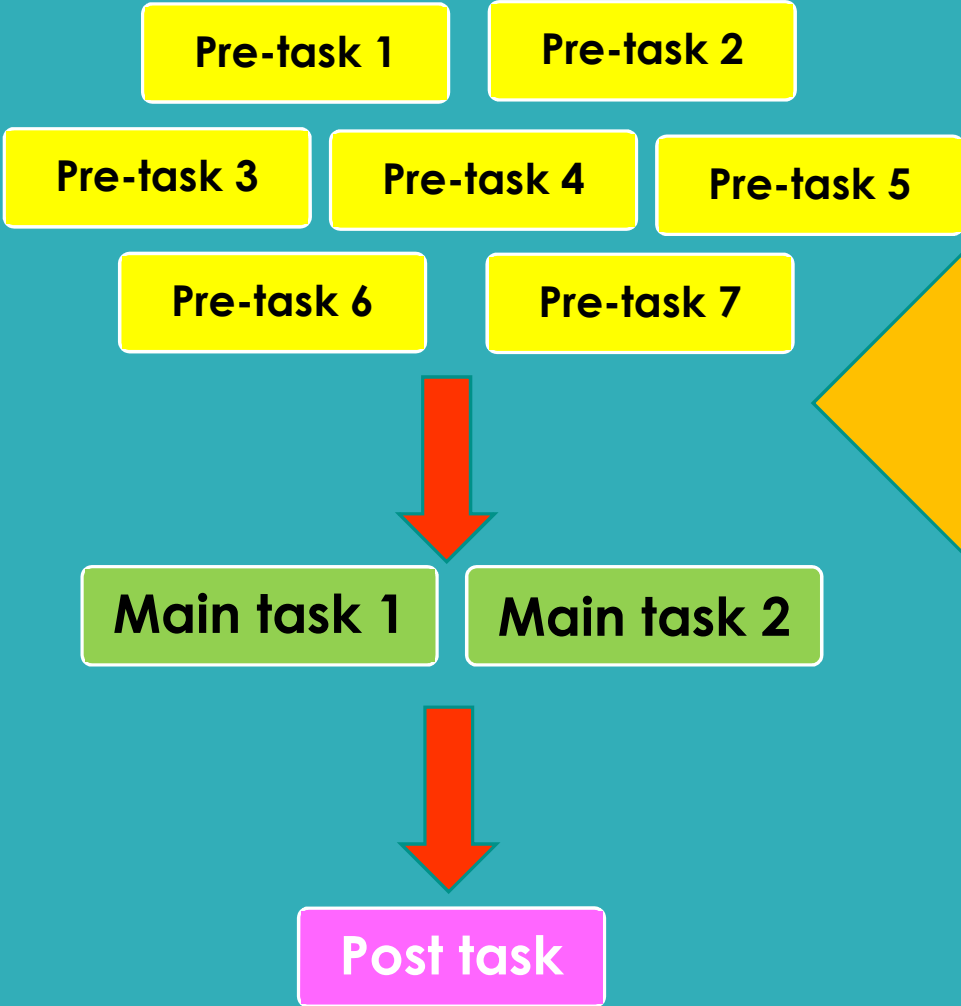 Pre-task 1
Pre-task 2
Pre-task 3
Pre-task 4
Pre-task 5
Pre-task 6
Pre-task 7
Main task 1
Main task 2
Post task